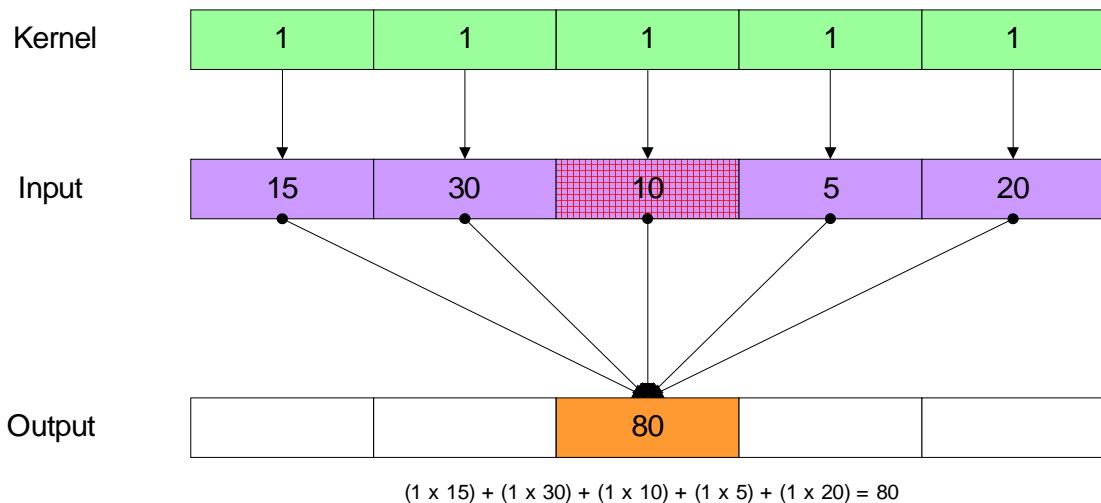 Kernel 1 1 1 1 1
Input 15 30 10 5 20
Output 80
(1 x 15) + (1 x 30) + (1 x 10) + (1 x 5) + (1 x 20) = 80